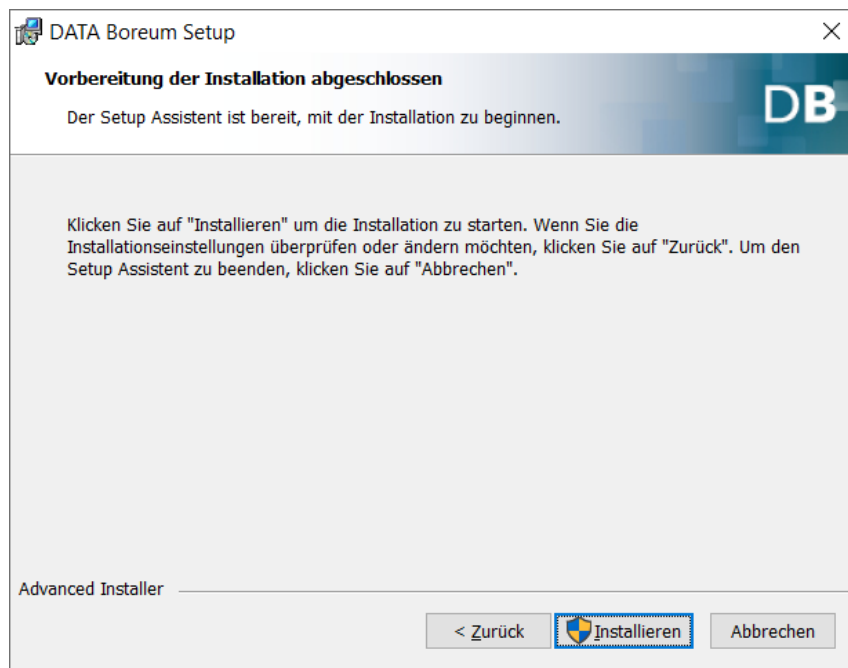 DATA Boreum Setup
Vorbereitung der Installation abgeschlossen
Der Setup Assistent ist bereit, mit der Installation zu beginnen.
DB
Klicken Sie auf "Installieren" um die Installation zu starten. Wenn Sie die
Installationseinstellungen überprüfen oder ändern möchten, klicken Sie auf "Zurück". Um den
Setup Assistent zu beenden, klicken Sie auf "Abbrechen".
Advanced Installer
< Zurück Installieren Abbrechen